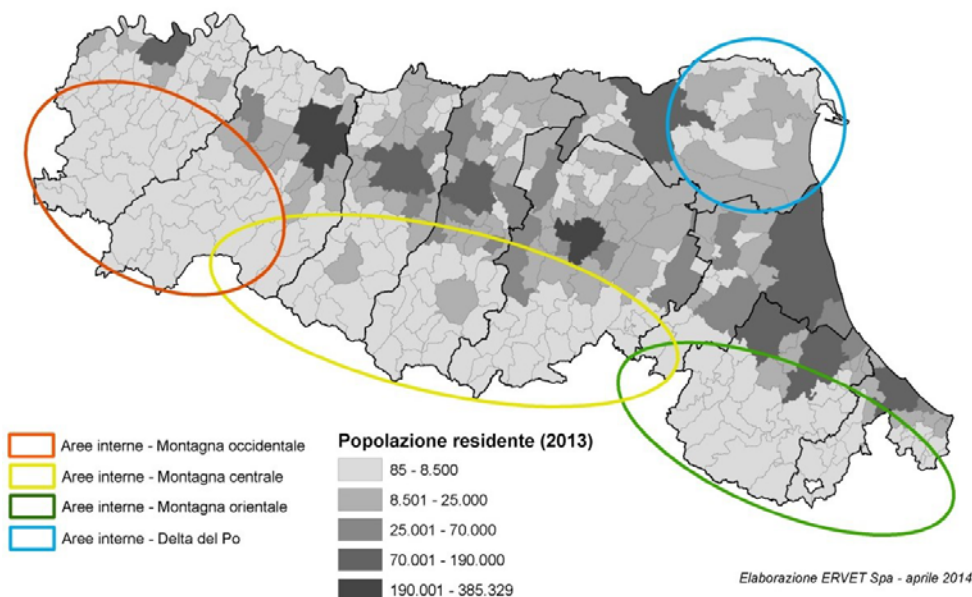 Aree interne - Montagna occidentale
Aree interne - Montagna centrale
Aree interne - Montagna orientale
Aree interne - Delta del Po
Popolazione residente (2013)
85 - 8.500
8.501 - 25.000
25.001 - 70.000
70.001 - 190.000
190.001 - 385.329
Elaborazione ERVET Spa - aprile 2014